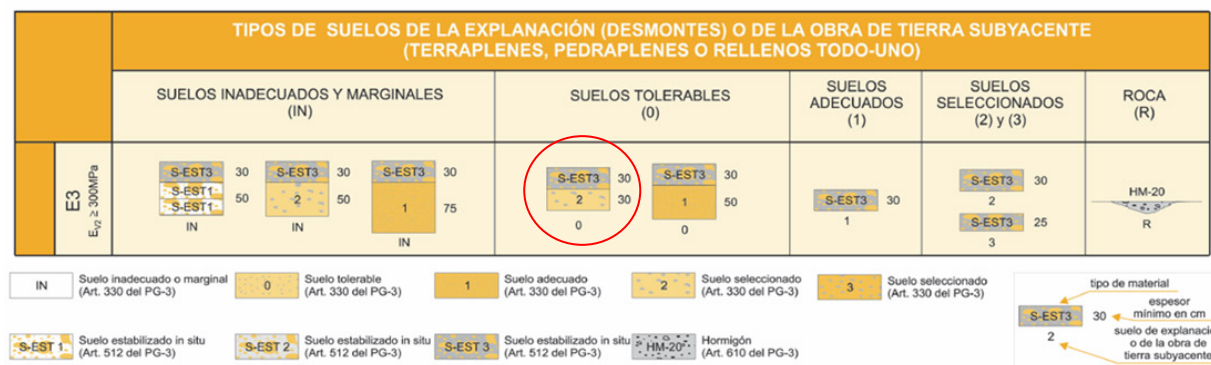 TIPOS DE SUELOS DE LA EXPLANACIÓN (DESMONTES) O DE LA OBRA DE TIERRA SUBYACENTE
(TERRAPLENES, PEDRAPLENES O RELLENOS TODO-UNO)
SUELOS INADECUADOS Y MARGINALES
(IN)
SUELOS TOLERABLES
(0)
SUELOS
ADECUADOS
(1)
SUELOS
SELECCIONADOS
(2) y (3)
ROCA
(R)
E3
EV2 ≥ 300MPa
S-EST3 30
S-EST1
S-EST1
50
IN
S-EST3 30
2 50
IN
S-EST3 30
1 75
IN
S-EST3 30
2 30
0
S-EST3 30
1 50
0
S-EST3 30
1
S-EST3 30
2
S-EST3 25
3
HM-20
R
IN Suelo inadecuado o marginal
(Art. 330 del PG-3)
0 Suelo tolerable
(Art. 330 del PG-3)
1 Suelo adecuado
(Art. 330 del PG-3)
2 Suelo seleccionado
(Art. 330 del PG-3)
3 Suelo seleccionado
(Art. 330 del PG-3)
S-EST 1 Suelo estabilizado in situ
(Art. 512 del PG-3)
S-EST 2 Suelo estabilizado in situ
(Art. 512 del PG-3)
S-EST 3 Suelo estabilizado in situ
(Art. 512 del PG-3)
HM-20 Hormigón
(Art. 610 del PG-3)
tipo de material
S-EST3 30
espesor
mínimo en cm
2
suelo de explanació
o de la obra de
tierra subyacente